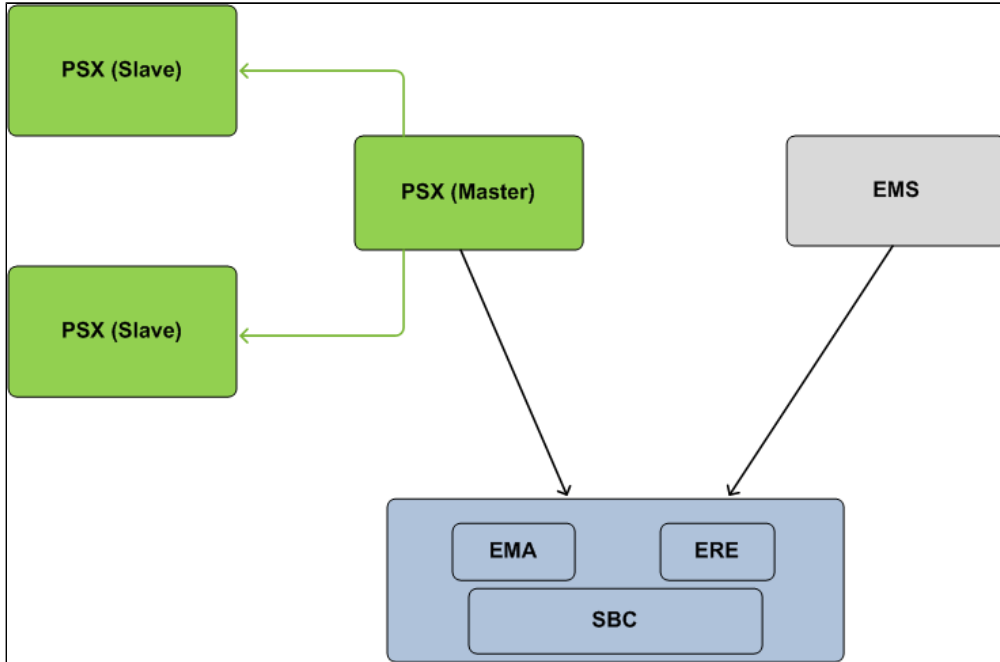 PSX (Slave)
PSX (Master)
EMS
PSX (Slave)
EMA
ERE
SBC